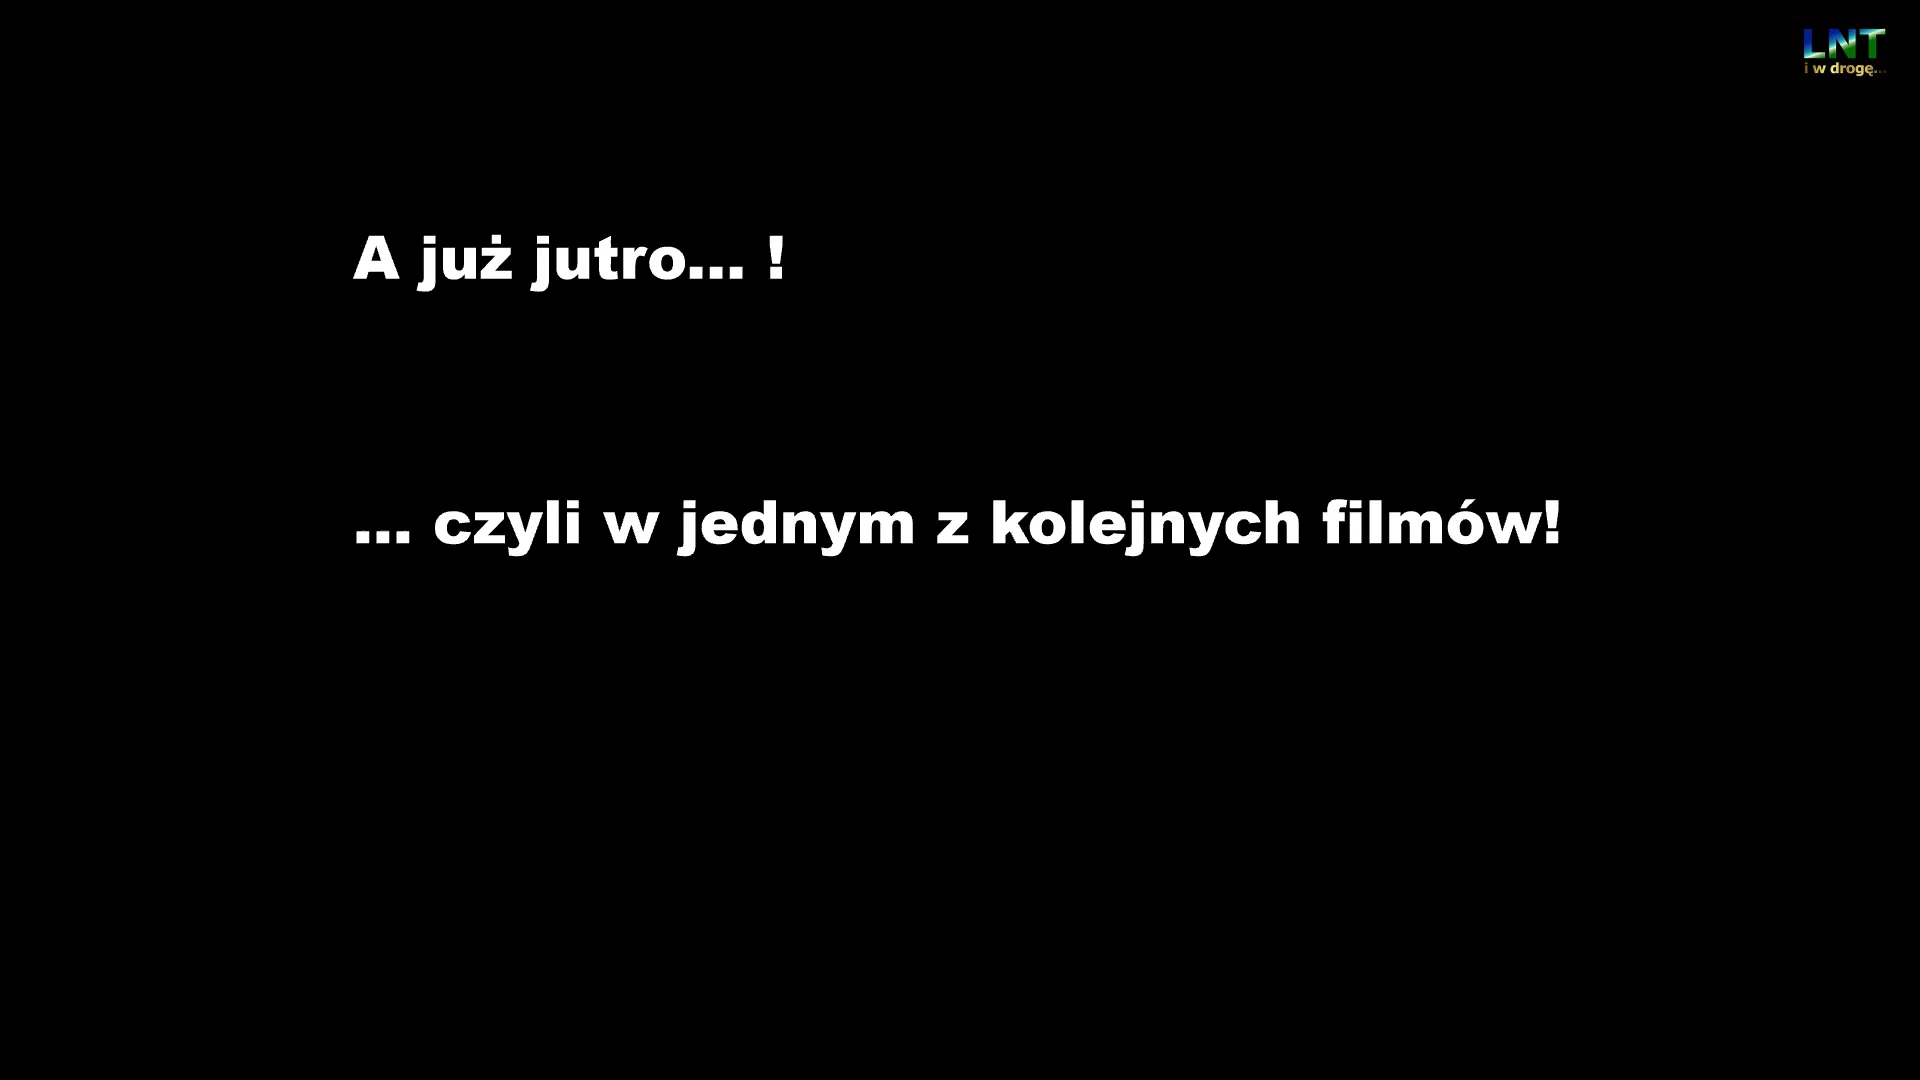 LNT
i w drogę...
A już jutro... !
... czyli w jednym z kolejnych filmów!